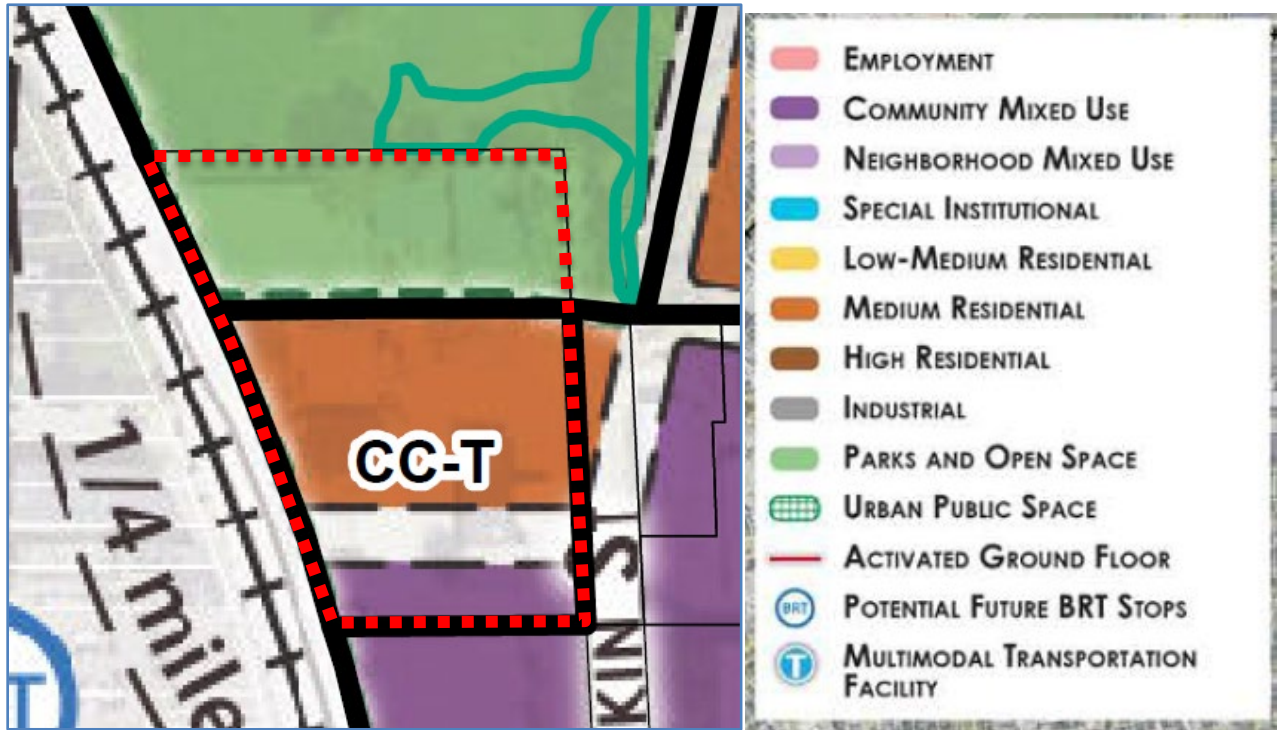 CC-T
1/4 mile
KIN ST
T
EMPLOYMENT
COMMUNITY MIXED USE
NEIGHBORHOOD MIXED USE
SPECIAL INSTITUTIONAL
LOW-MEDIUM RESIDENTIAL
MEDIUM RESIDENTIAL
HIGH RESIDENTIAL
INDUSTRIAL
PARKS AND OPEN SPACE
URBAN PUBLIC SPACE
ACTIVATED GROUND FLOOR
BRT
POTENTIAL FUTURE BRT STOPS
T
MULTIMODAL TRANSPORTATION
FACILITY